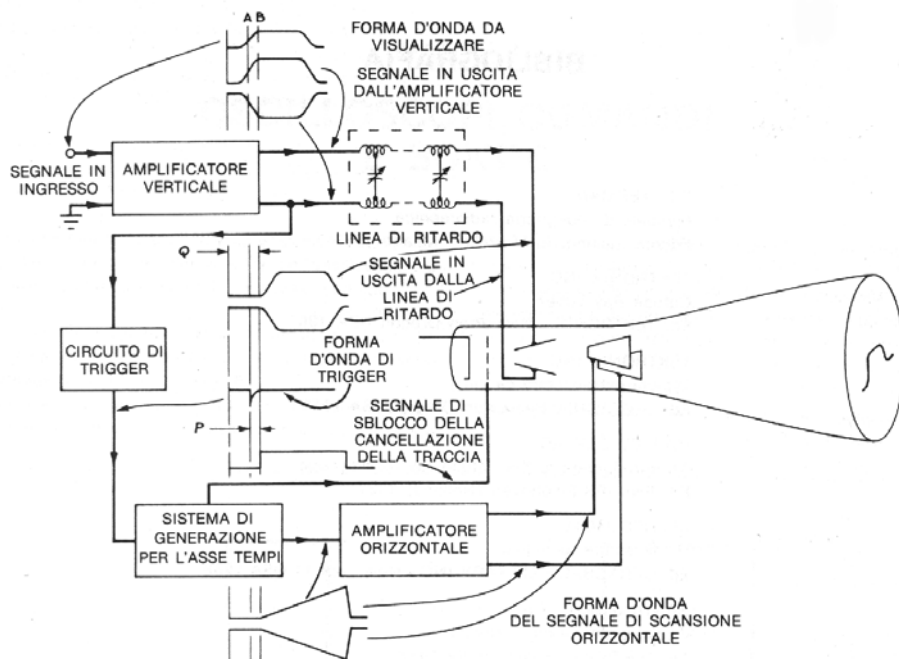 A B
FORMA D'ONDA DA
VISUALIZZARE
SEGNALE IN USCITA
DALL'AMPLIFICATORE
VERTICALE
SEGNALE IN
INGRESSO
AMPLIFICATORE
VERTICALE
LINEA DI RITARDO
Q
SEGNALE IN
USCITA DALLA
LINEA DI
RITARDO
CIRCUITO DI
TRIGGER
FORMA
D'ONDA DI
TRIGGER
P
SEGNALE DI
SBLOCCO DELLA
CANCELLAZIONE
DELLA TRACCIA
SISTEMA DI
GENERAZIONE
PER L'ASSE TEMPI
AMPLIFICATORE
ORIZZONTALE
FORMA D'ONDA
DEL SEGNALE DI SCANSIONE
ORIZZONTALE